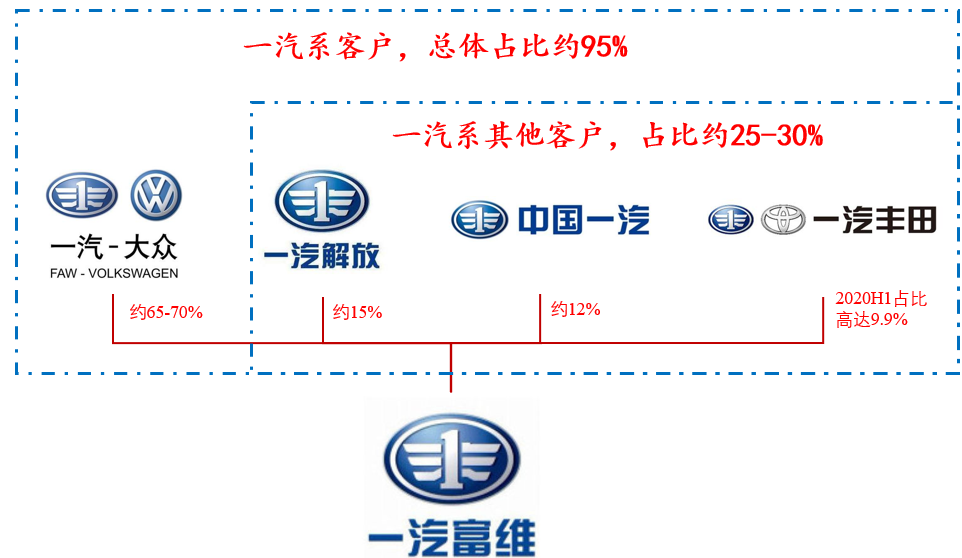 一汽系客户，总体占比约95%
一汽系其他客户，占比约25-30%
一汽-大众
FAW - VOLKSWAGEN
一汽解放
中国一汽
一汽丰田
约65-70%
约15%
约12%
2020H1占比
高达9.9%
一汽富维